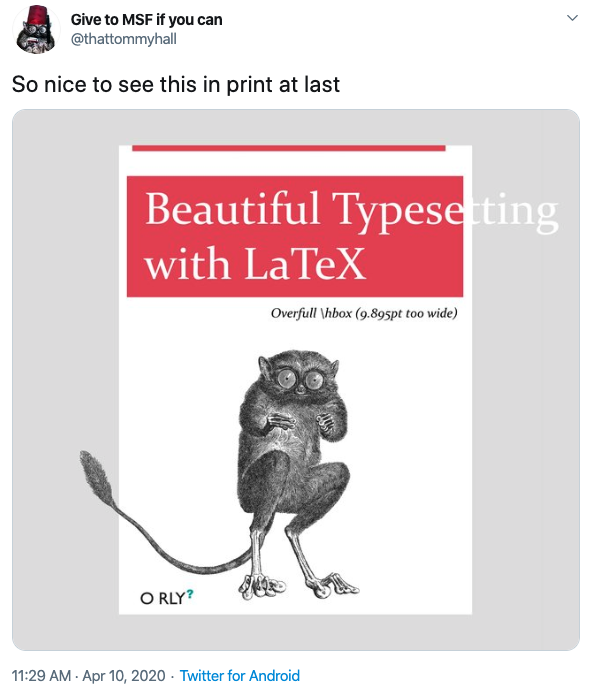 Give to MSF if you can
@thattommyhall
So nice to see this in print at last
Beautiful Typesetting
with LaTeX
Overfull \hbox (9.895pt too wide)
O RLY?
11:29 AM · Apr 10, 2020 · Twitter for Android